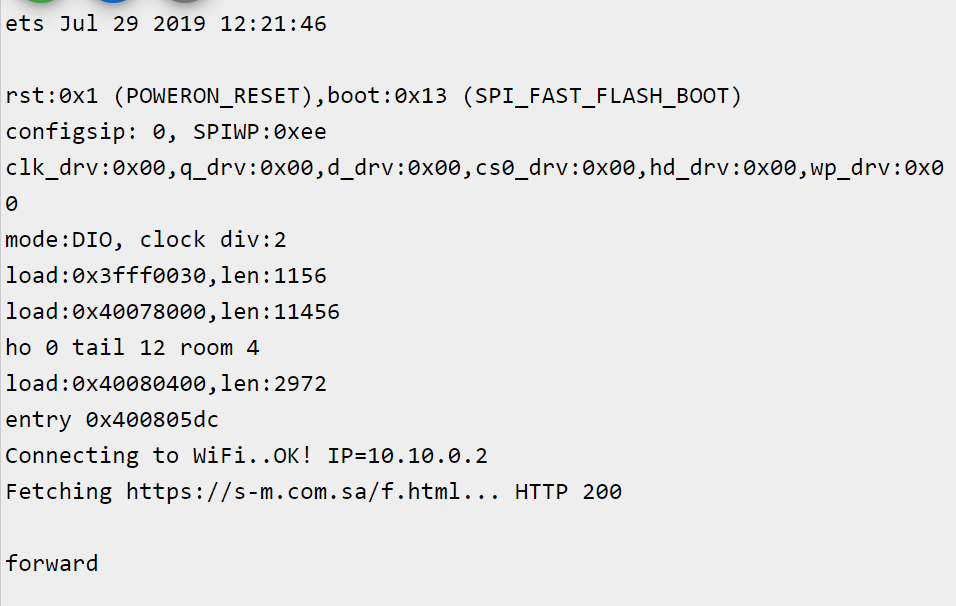 ets Jul 29 2019 12:21:46
rst:0x1 (POWERON_RESET),boot:0x13 (SPI_FAST_FLASH_BOOT)
configsip: 0, SPIWP:0xee
clk_drv:0x00,q_drv:0x00,d_drv:0x00,cs0_drv:0x00,hd_drv:0x00,wp_drv:0x0
0
mode:DIO, clock div:2
load:0x3fff0030,len:1156
load:0x40078000,len:11456
ho 0 tail 12 room 4
load:0x40080400,len:2972
entry 0x400805dc
Connecting to WiFi..OK! IP=10.10.0.2
Fetching https://s-m.com.sa/f.html... HTTP 200
forward